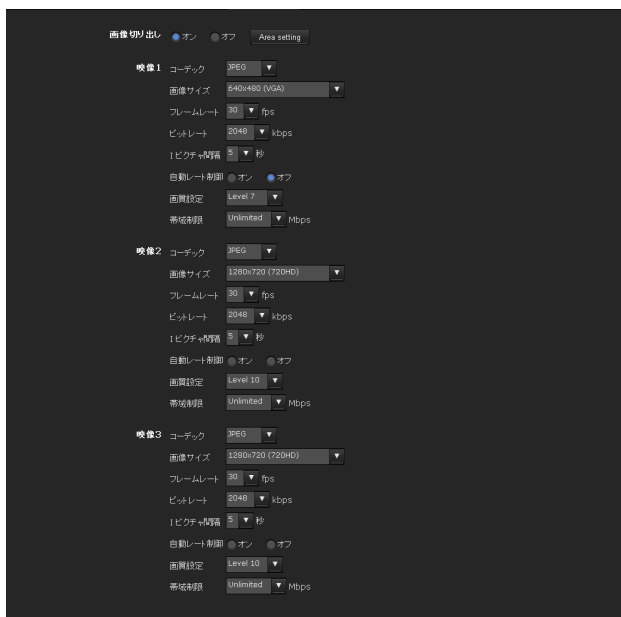 画像切り出し オン オフ Area setting
映像1 コーデック JPEG
画像サイズ 640x480 (VGA)
フレームレート 30 fps
ビットレート 2048 kbps
Iピクチャ間隔 5 秒
自動レート制御 オン オフ
画質設定 Level 7
帯域制限 Unlimited Mbps
映像2 コーデック JPEG
画像サイズ 1280x720 (720HD)
フレームレート 30 fps
ビットレート 2048 kbps
Iピクチャ間隔 5 秒
自動レート制御 オン オフ
画質設定 Level 10
帯域制限 Unlimited Mbps
映像3 コーデック JPEG
画像サイズ 1280x720 (720HD)
フレームレート 30 fps
ビットレート 2048 kbps
Iピクチャ間隔 5 秒
自動レート制御 オン オフ
画質設定 Level 10
帯域制限 Unlimited Mbps